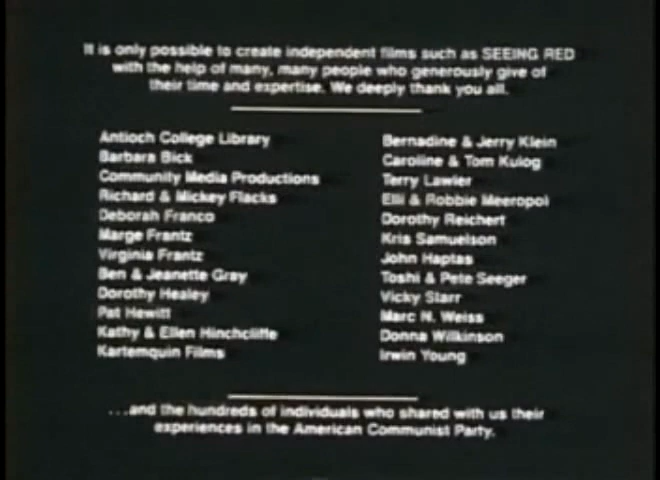 It is only possible to create independent films such as SEEING RED
with the help of many, many people who generously give of
their time and expertise. We deeply thank you all.
Antioch College Library
Barbara Bick
Community Media Productions
Richard & Mickey Flacks
Deborah Franco
Marge Frantz
Virginia Frantz
Ben & Jeanette Gray
Dorothy Healey
Pat Hewitt
Kathy & Ellen Hinchcliffe
Kartemquin Films
Bernadine & Jerry Klein
Caroline & Tom Kulog
Terry Lawler
Elli & Robbie Meeropol
Dorothy Reichert
Kris Samuelson
John Haptas
Toshi & Pete Seeger
Vicky Starr
Marc N. Weiss
Donna Wilkinson
Irwin Young
...and the hundreds of individuals who shared with us their
experiences in the American Communist Party.